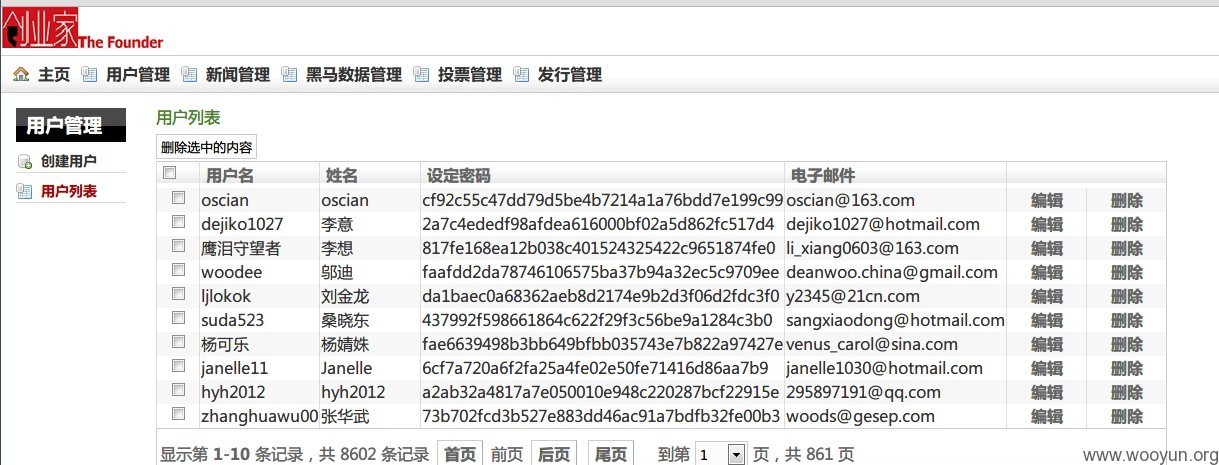 创业家 The Founder
主页 用户管理 新闻管理 黑马数据管理 投票管理 发行管理
用户管理
创建用户
用户列表
用户列表
删除选中的内容
用户名 姓名 设定密码 电子邮件
oscian oscian cf92c55c47dd79d5be4b7214a1a76bdd7e199c99 oscian@163.com 编辑 删除
dejiko1027 李意 2a7c4ededf98afdea616000bf02a5d862fc517d4 dejiko1027@hotmail.com 编辑 删除
鹰泪守望者 李想 817fe168ea12b038c401524325422c9651874fe0 li_xiang0603@163.com 编辑 删除
woodee 邬迪 faafdd2da78746106575ba37b94a32ec5c9709ee deanwoo.china@gmail.com 编辑 删除
ljlokok 刘金龙 da1baec0a68362aeb8d2174e9b2d3f06d2fdc3f0 y2345@21cn.com 编辑 删除
suda523 桑晓东 437992f598661864c622f29f3c56be9a1284c3b0 sangxiaodong@hotmail.com 编辑 删除
杨可乐 杨婧姝 fae6639498b3bb649bfbb035743e7b822a97427e venus_carol@sina.com 编辑 删除
janelle11 Janelle 6cf7a720a6f2fa25a4fe02e50fe71416d86aa7b9 janelle1030@hotmail.com 编辑 删除
hyh2012 hyh2012 a2ab32a4817a7e050010e948c220287bcf22915e 295897191@qq.com 编辑 删除
zhanghuawu00 张华武 73b702fcd3b527e883dd46ac91a7bdfb32fe00b3 woods@gesep.com 编辑 删除
显示第 1-10 条记录，共 8602 条记录 首页 前页 后页 尾页 到第 1 页，共 861 页
www.wooyun.org